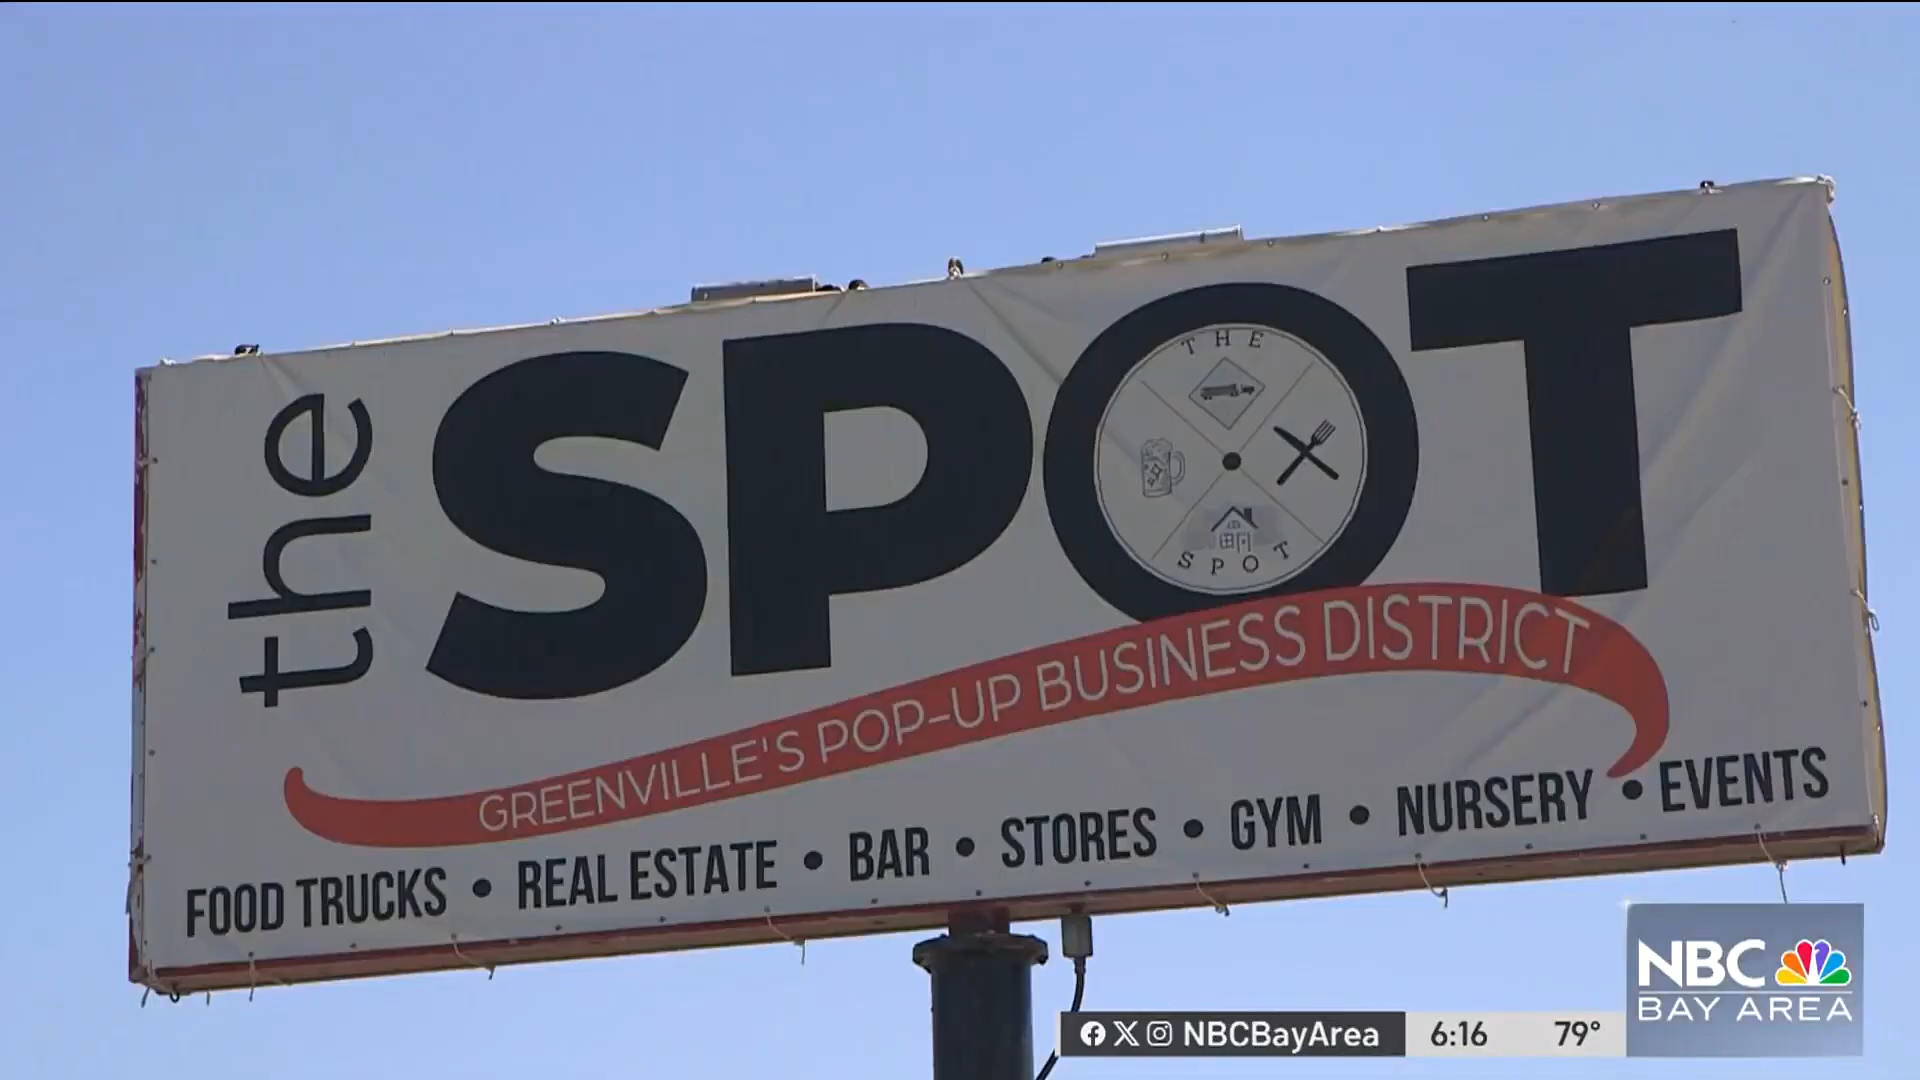 the SPOT
THE
SPOT
GREENVILLE'S POP-UP BUSINESS DISTRICT
FOOD TRUCKS • REAL ESTATE • BAR • STORES • GYM • NURSERY • EVENTS
NBC
BAY AREA
NBCBayArea 6:16 79°